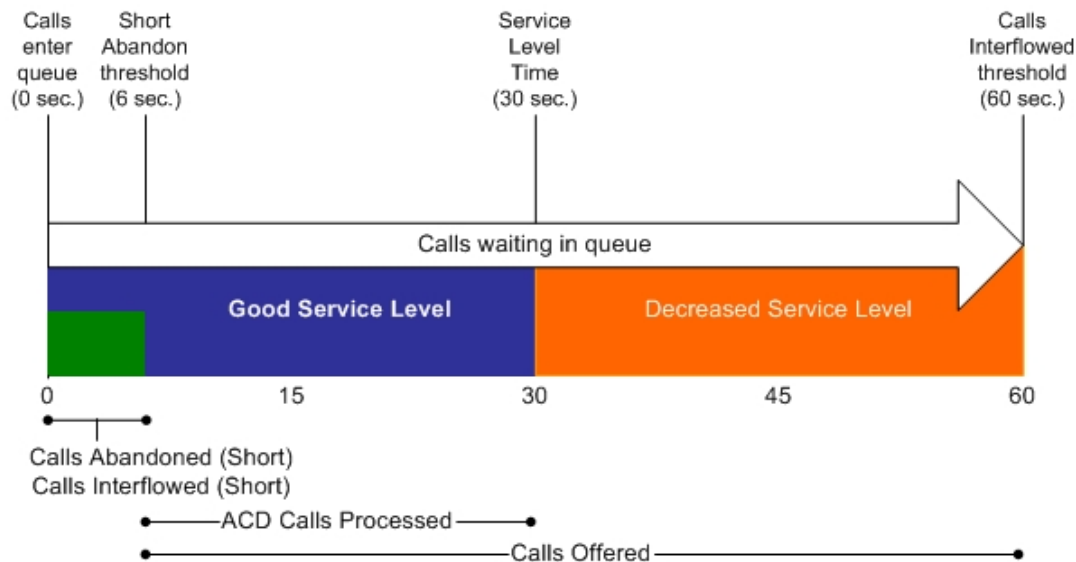 Calls
enter
queue
(0 sec.)
Short
Abandon
threshold
(6 sec.)
Service
Level
Time
(30 sec.)
Calls
Interflowed
threshold
(60 sec.)
Calls waiting in queue
Good Service Level
Decreased Service Level
0
15
30
45
60
Calls Abandoned (Short)
Calls Interflowed (Short)
ACD Calls Processed
Calls Offered